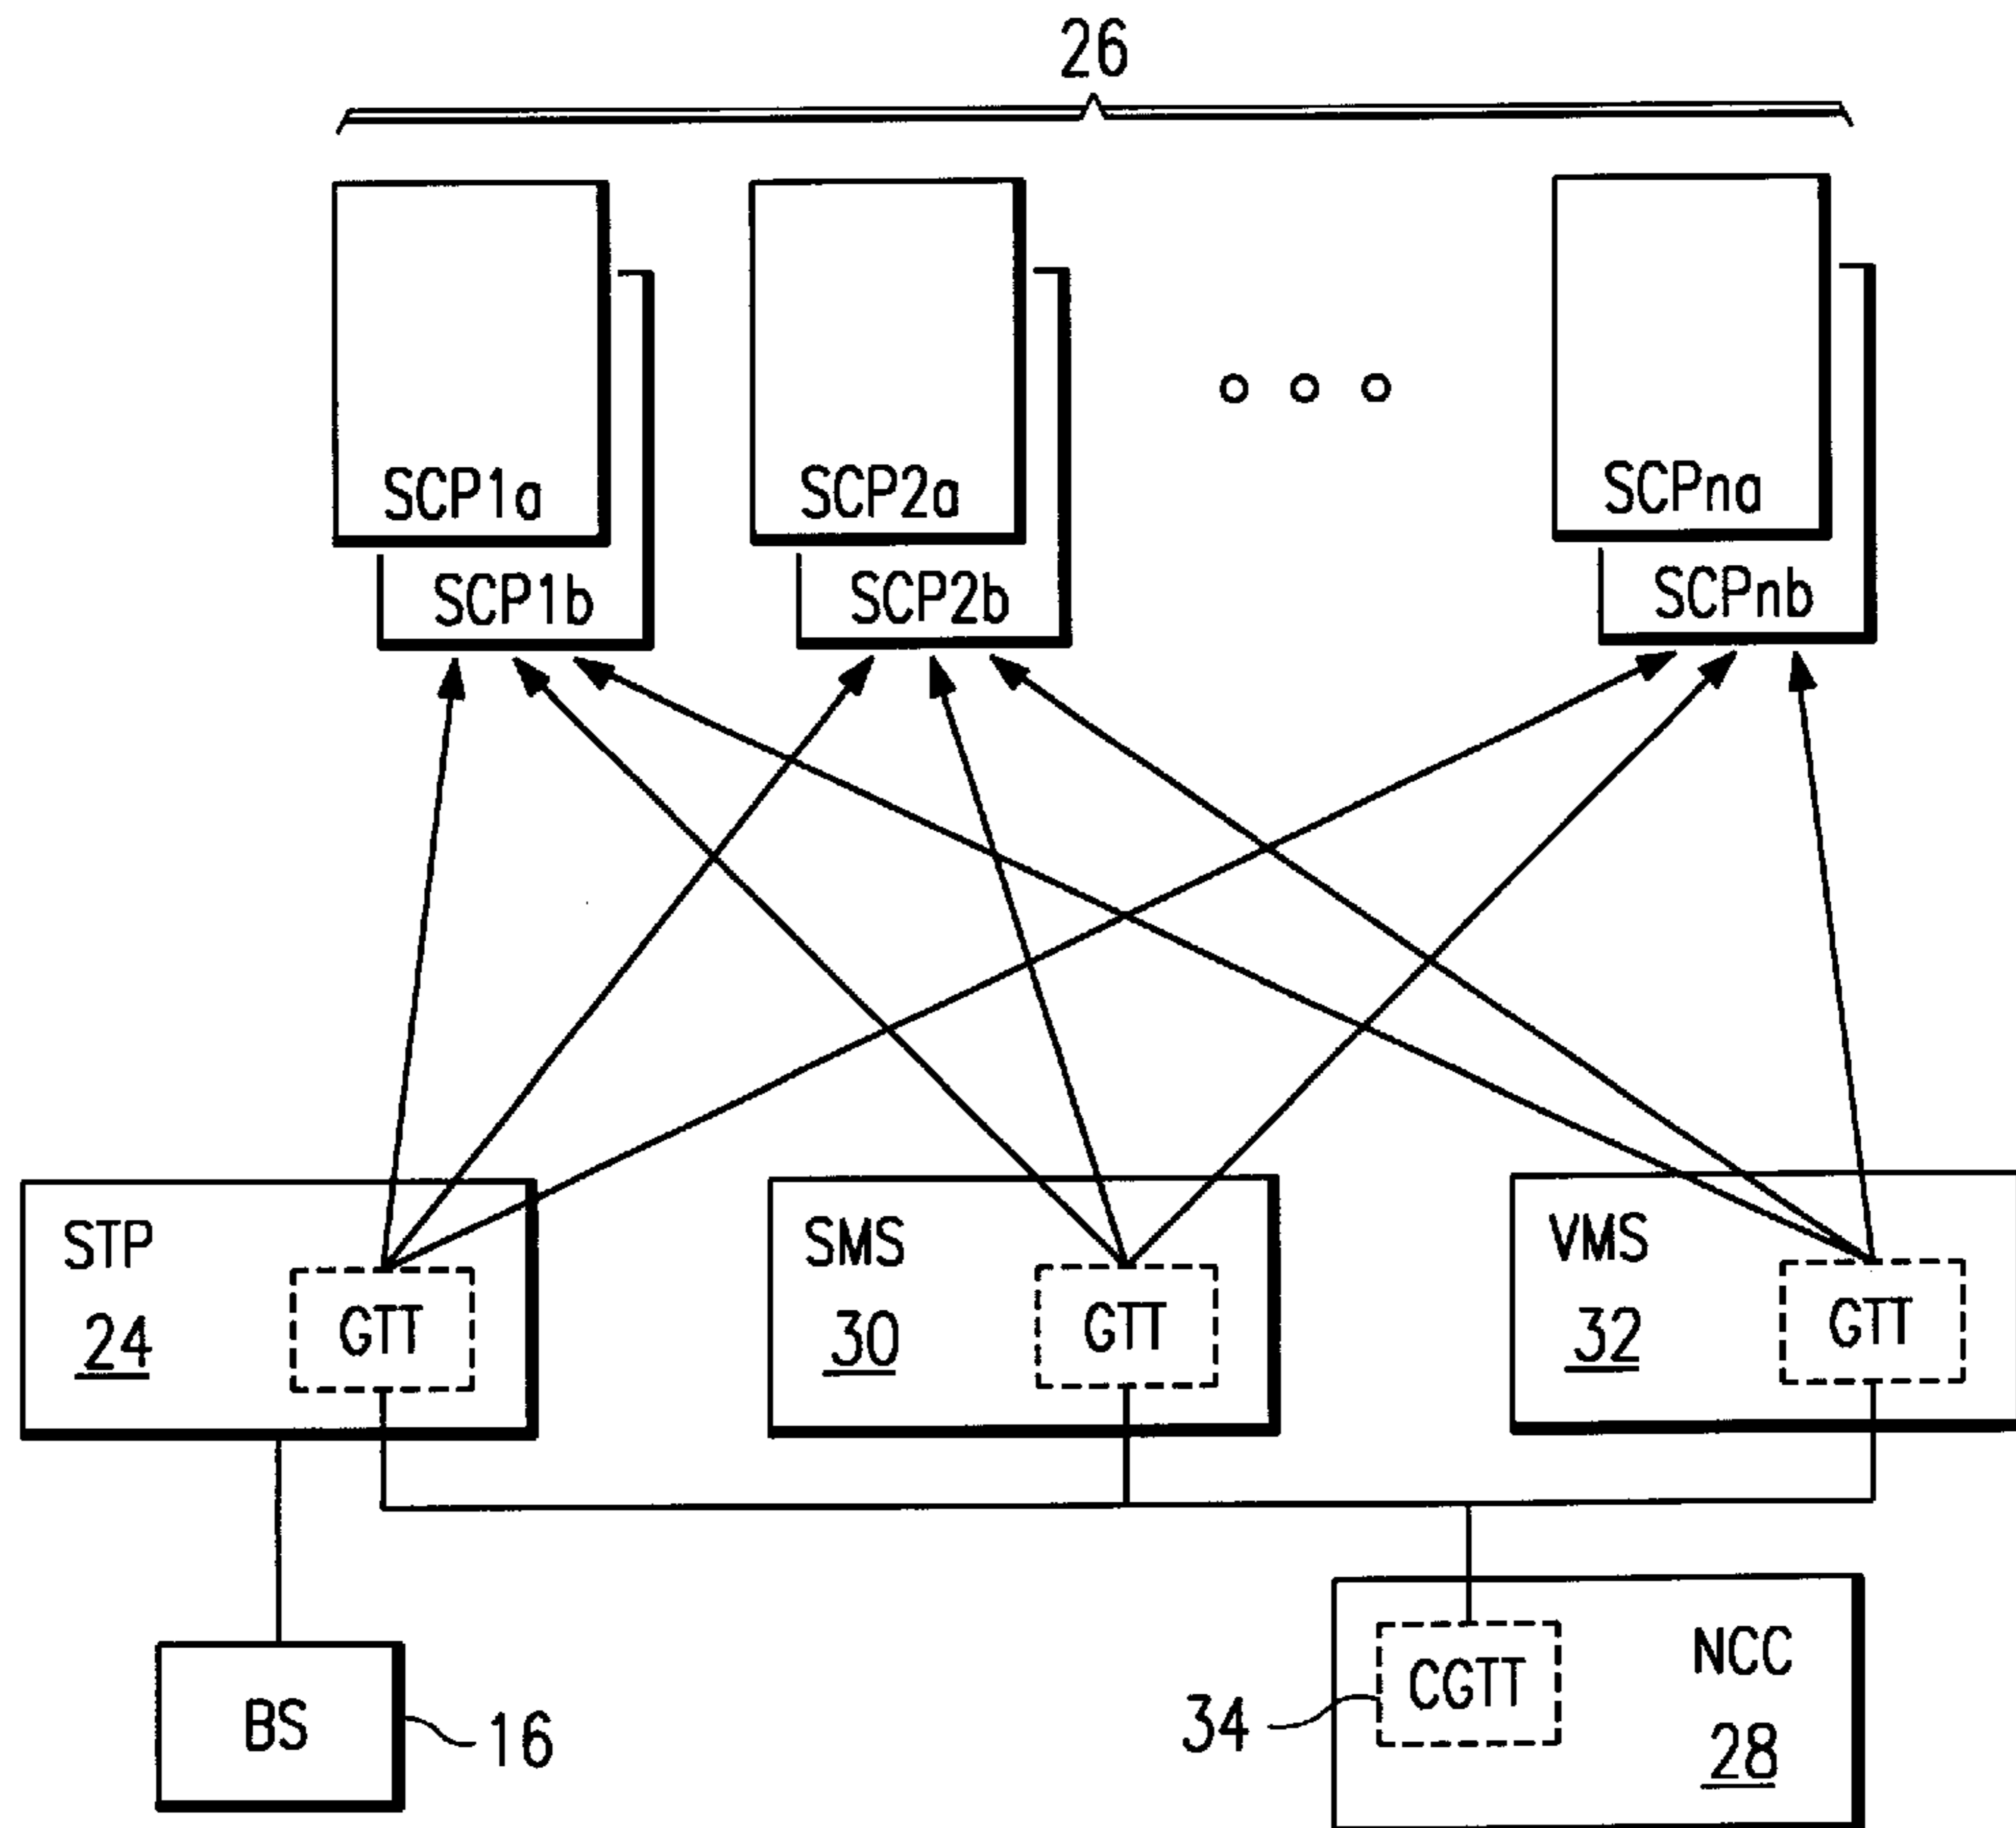 26
SCP1a
SCP2a
SCPna
SCP1b
SCP2b
SCPnb
STP
SMS
VMS
24
GTT
30
GTT
32
GTT
BS
16
34
CGTT
NCC
28